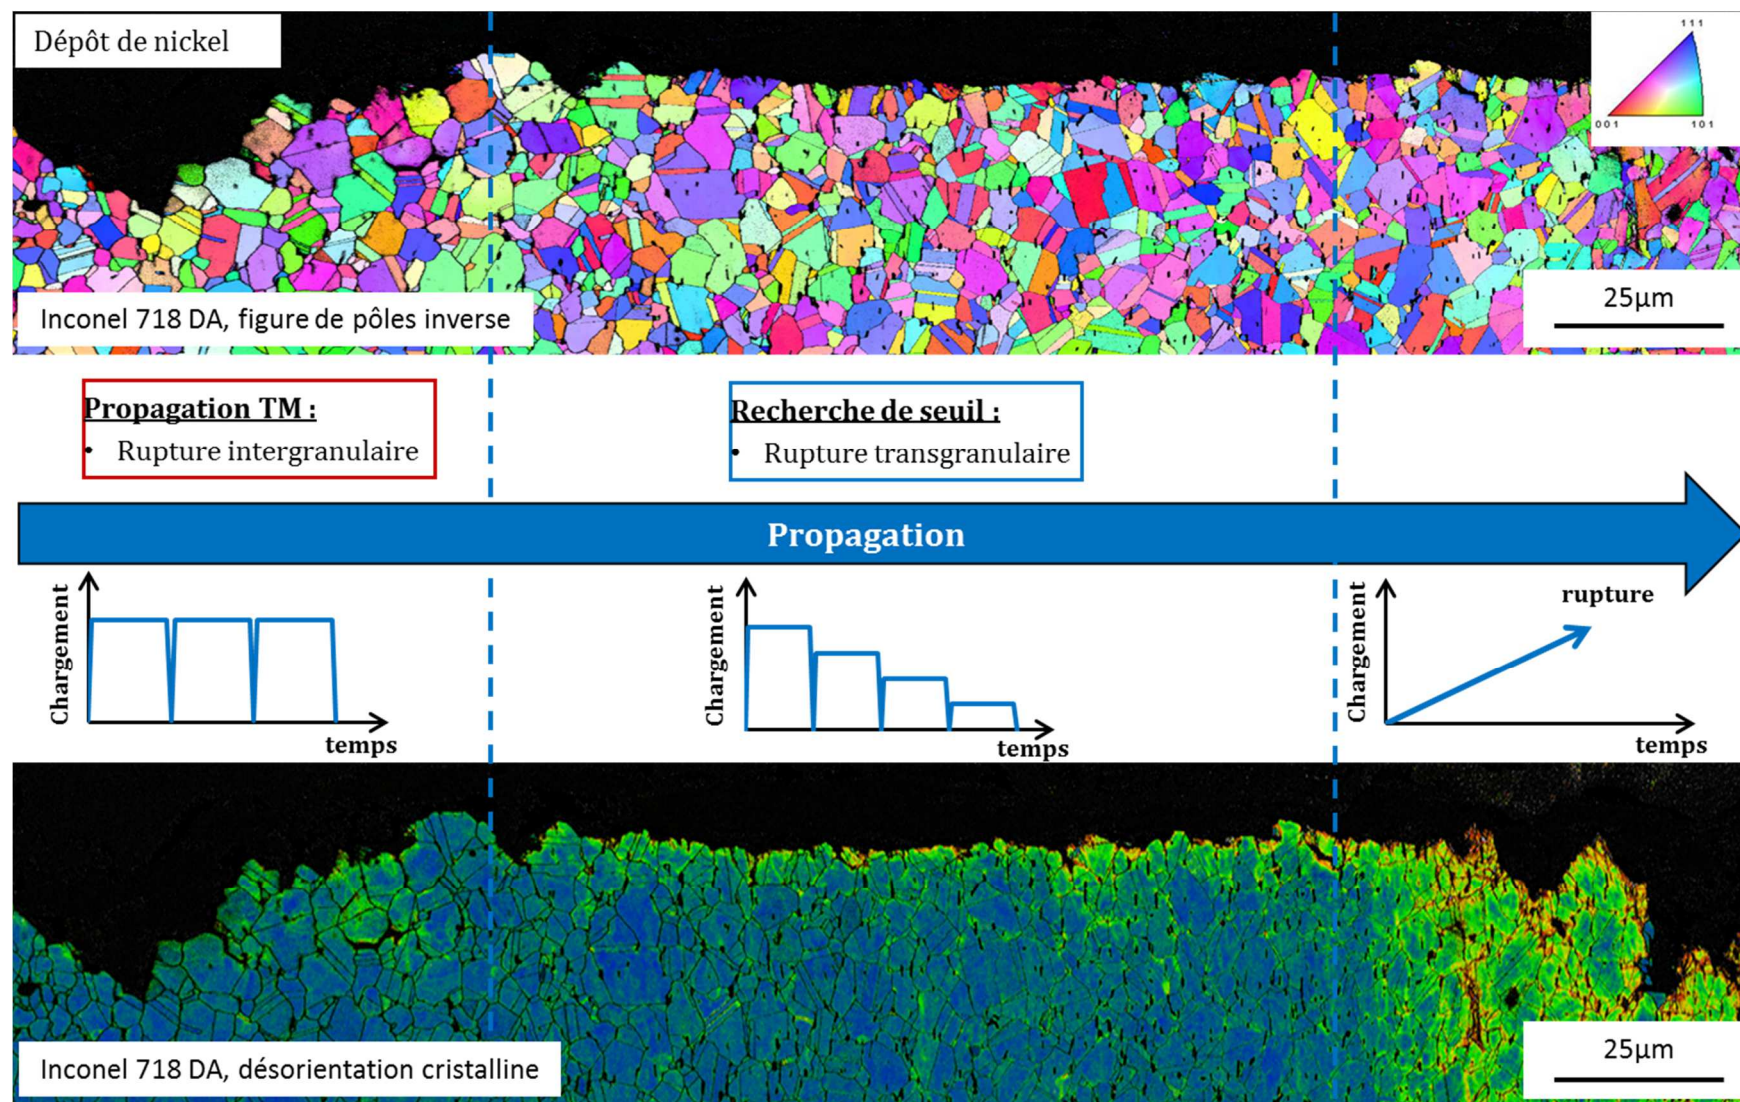 Dépôt de nickel
111
001
101
Inconel 718 DA, figure de pôles inverse
25µm
Propagation TM :
• Rupture intergranulaire
Recherche de seuil :
• Rupture transgranulaire
Propagation
Chargement
temps
Chargement
temps
Chargement
rupture
temps
Inconel 718 DA, désorientation cristalline
25µm